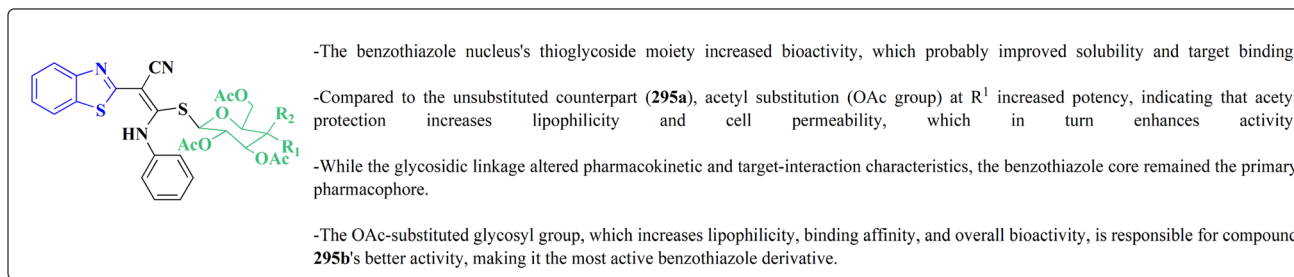 N
CN
S
S
HN
AcO
O
R2
R1
AcO
OAc
-The benzothiazole nucleus's thioglycoside moiety increased bioactivity, which probably improved solubility and target binding
-Compared to the unsubstituted counterpart (295a), acetyl substitution (OAc group) at R1 increased potency, indicating that acetyl
protection increases lipophilicity and cell permeability, which in turn enhances activity
-While the glycosidic linkage altered pharmacokinetic and target-interaction characteristics, the benzothiazole core remained the primary
pharmacophore.
-The OAc-substituted glycosyl group, which increases lipophilicity, binding affinity, and overall bioactivity, is responsible for compound
295b's better activity, making it the most active benzothiazole derivative.